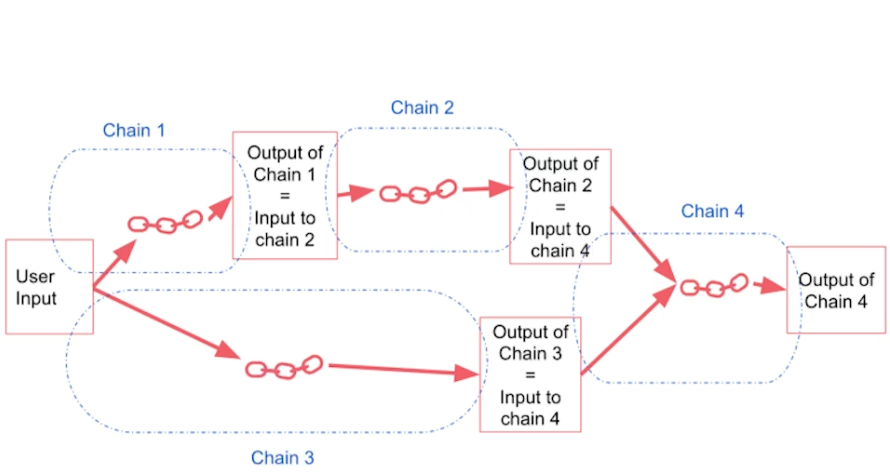 Chain 1
Chain 2
Chain 4
Chain 3
User
Input
Output of
Chain 1
=
Input to
chain 2
Output of
Chain 2
=
Input to
chain 4
Output of
Chain 3
=
Input to
chain 4
Output of
Chain 4